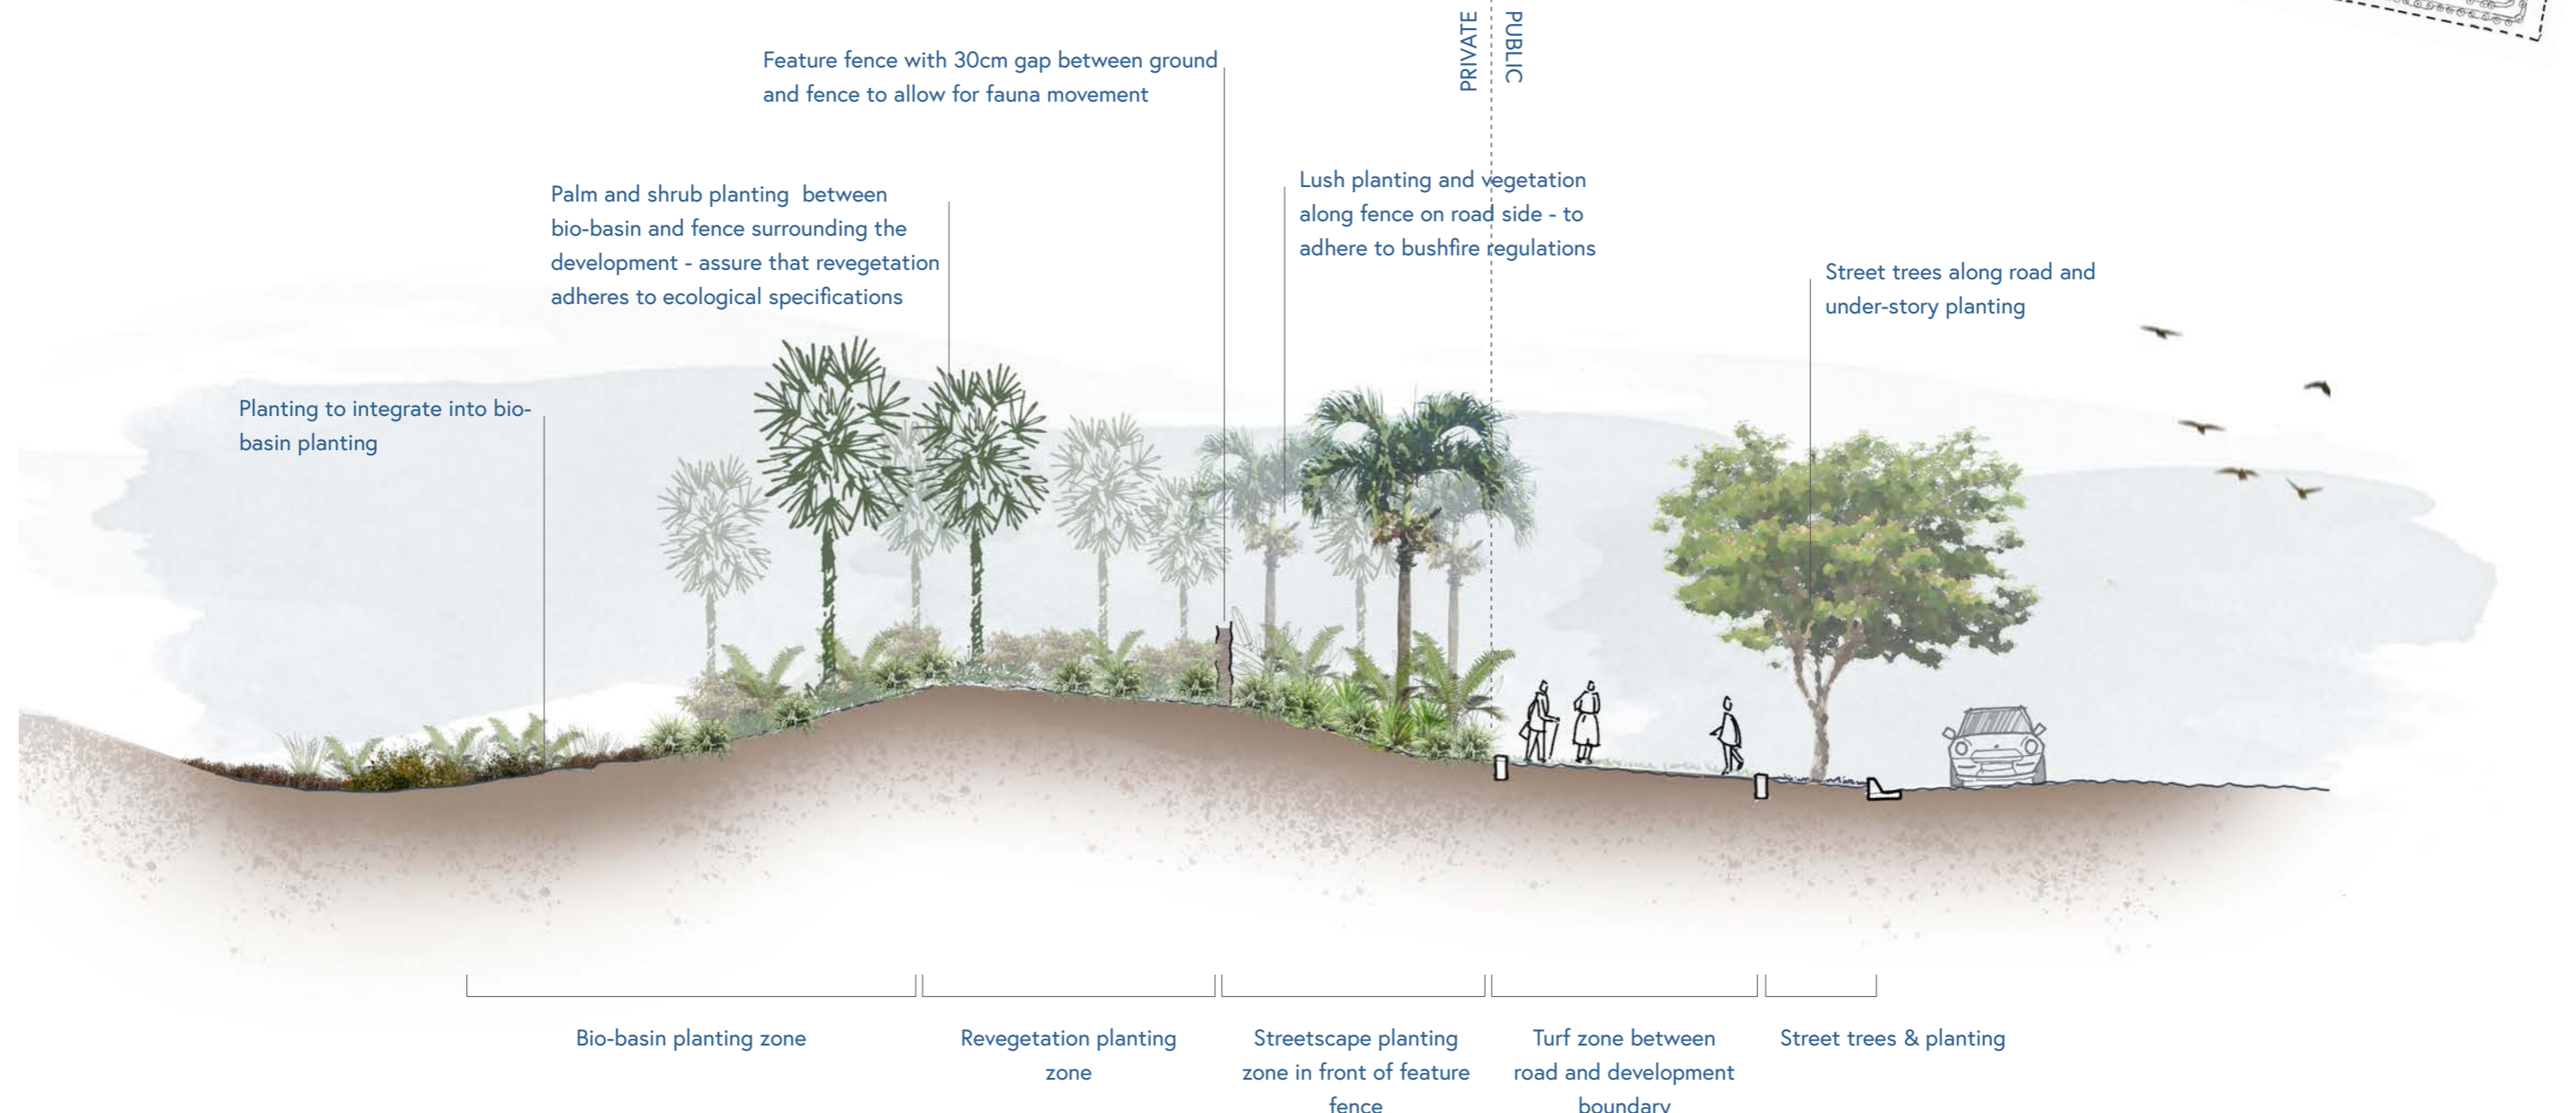 PRIVATE
PUBLIC
Feature fence with 30cm gap between ground
and fence to allow for fauna movement
Palm and shrub planting  between
bio-basin and fence surrounding the
development - assure that revegetation
adheres to ecological specifications
Lush planting and vegetation
along fence on road side - to
adhere to bushfire regulations
Street trees along road and
under-story planting
Planting to integrate into bio-
basin planting
Bio-basin planting zone
Revegetation planting
zone
Streetscape planting
zone in front of feature
fence
Turf zone between
road and development
boundary
Street trees & planting